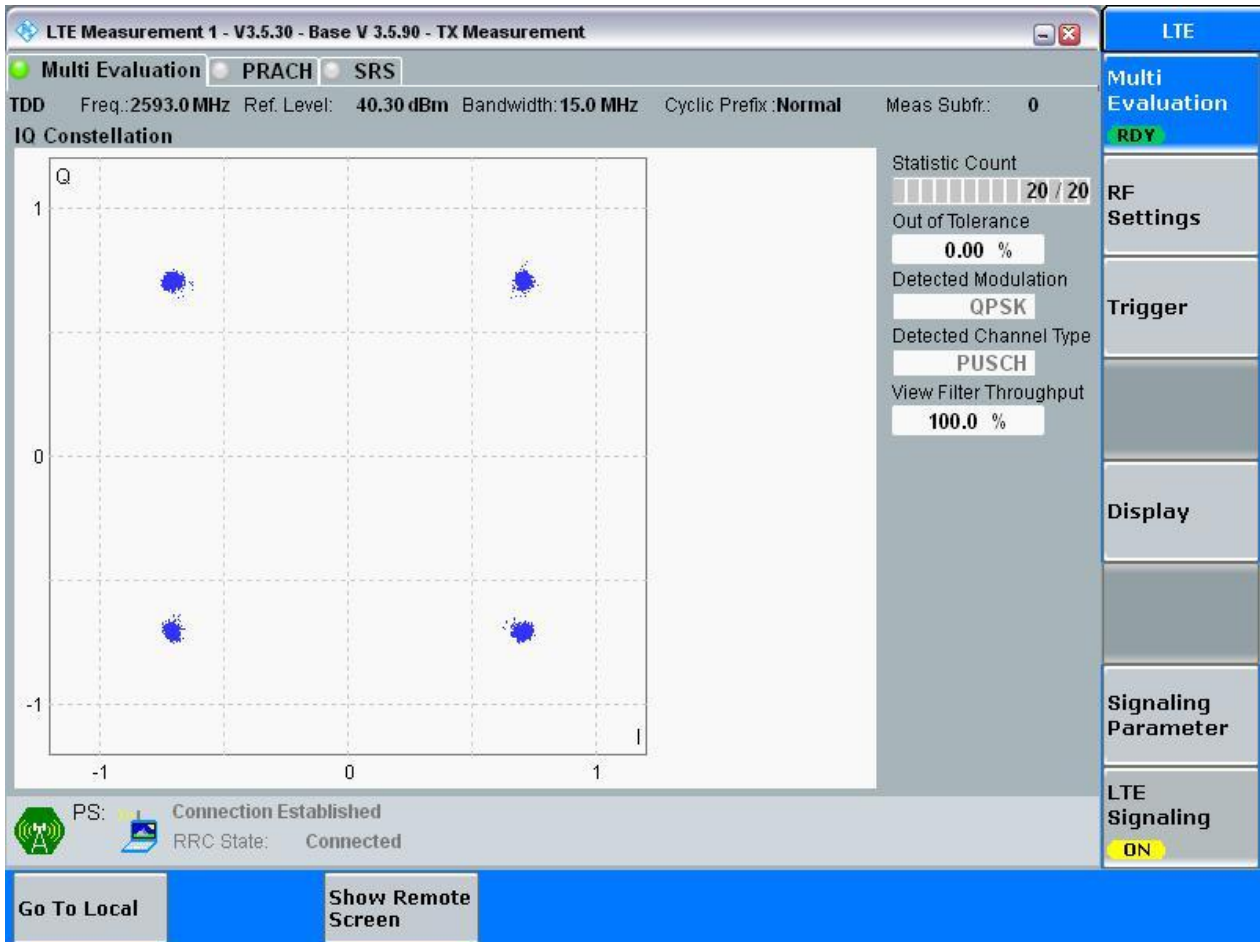 LTE Measurement 1 - V3.5.30 - Base V 3.5.90 - TX Measurement
LTE
Multi Evaluation PRACH SRS
TDD Freq.:2593.0 MHz Ref. Level: 40.30 dBm Bandwidth:15.0 MHz Cyclic Prefix :Normal Meas Subfr.: 0
IQ Constellation
Q
1
0
-1
I
-1 0 1
Statistic Count
20 / 20
Out of Tolerance
0.00 %
Detected Modulation
QPSK
Detected Channel Type
PUSCH
View Filter Throughput
100.0 %
Multi
Evaluation
RDY
RF
Settings
Trigger
Display
Signaling
Parameter
LTE
Signaling
ON
PS: Connection Established
RRC State: Connected
Go To Local
Show Remote
Screen